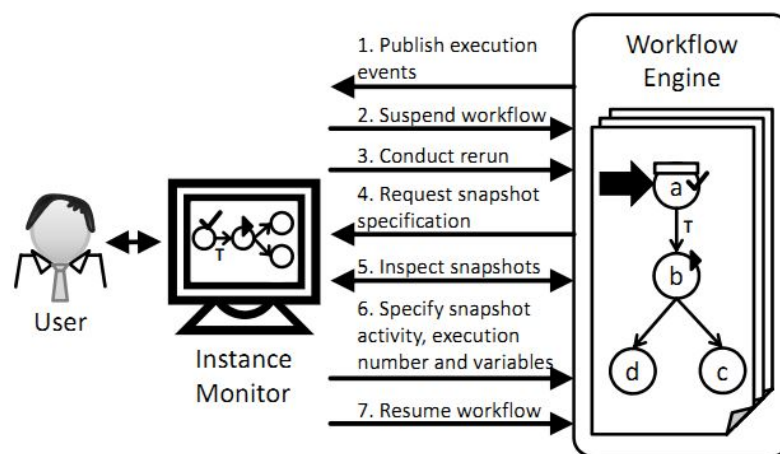 1. Publish execution
events
2. Suspend workflow
3. Conduct rerun
4. Request snapshot
specification
5. Inspect snapshots
6. Specify snapshot
activity, execution
number and variables
7. Resume workflow
User
T
Instance
Monitor
Workflow
Engine
a
T
b
d
c